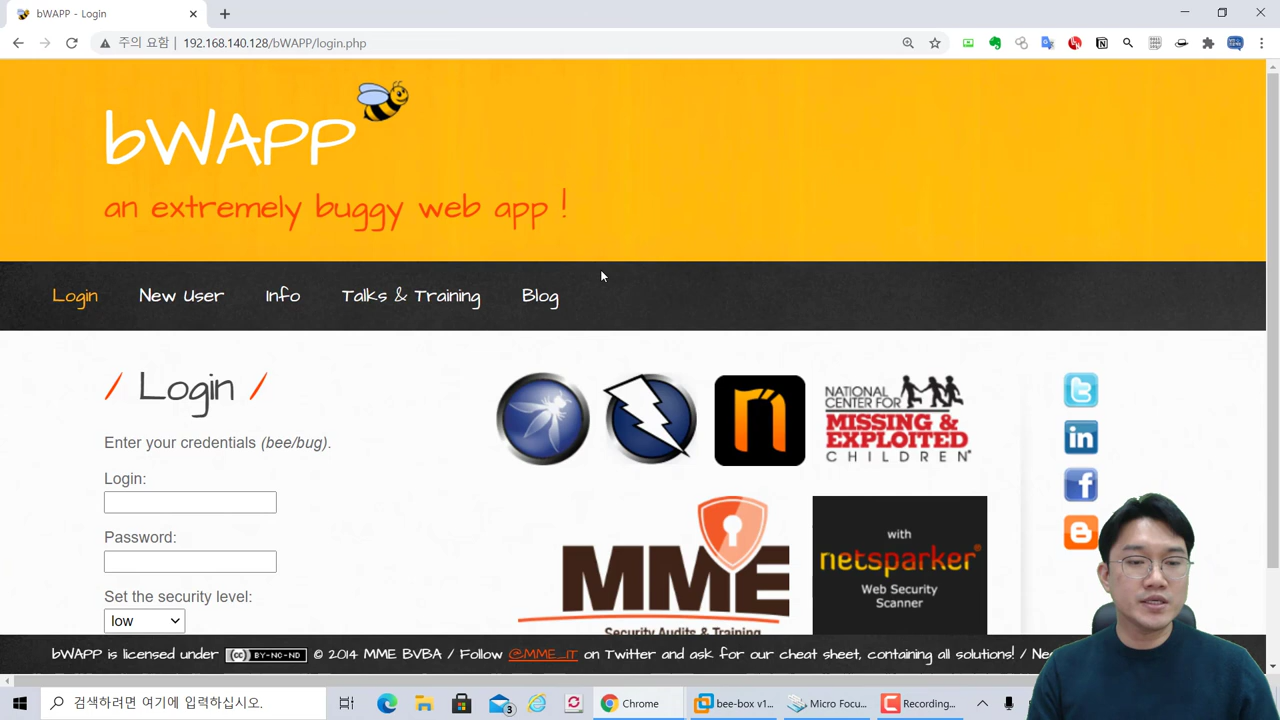 bWAPP - Login
주의 요함 | 192.168.140.128/bWAPP/login.php
bWAPP
an extremely buggy web app !
Login New User Info Talks & Training Blog
/ Login /
Enter your credentials (bee/bug).
Login:
Password:
Set the security level:
low
NATIONAL
CENTER FOR
MISSING &
EXPLOITED
CHILDREN
MME
Security Audits & Training
with
netsparker
Web Security
Scanner
bWAPP is licensed under BY-NC-ND © 2014 MME BVBA / Follow @MME_IT on Twitter and ask for our cheat sheet, containing all solutions! /
검색하려면 여기에 입력하십시오.
3
Chrome
bee-box v1...
Micro Focu...
Recording...